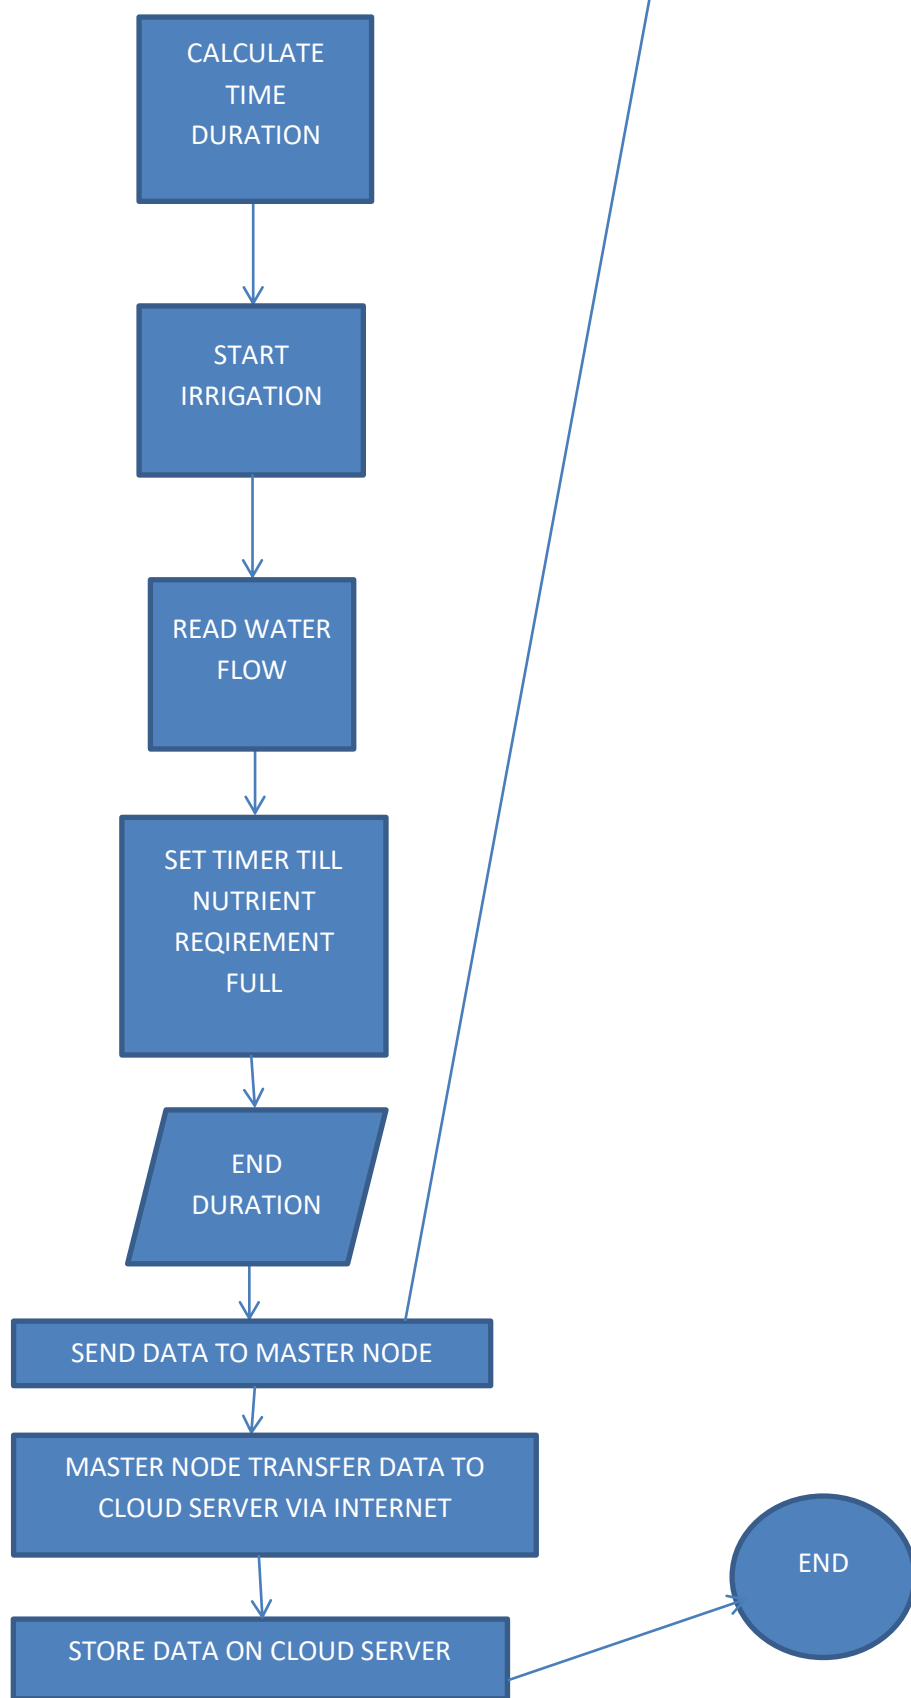 CALCULATE
TIME
DURATION
START
IRRIGATION
READ WATER
FLOW
SET TIMER TILL
NUTRIENT
REQIREMENT
FULL
END
DURATION
SEND DATA TO MASTER NODE
MASTER NODE TRANSFER DATA TO
CLOUD SERVER VIA INTERNET
END
STORE DATA ON CLOUD SERVER